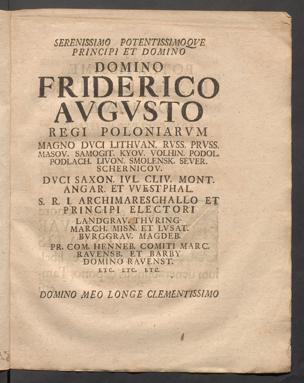 SERENISSIMO POTENTISSIMOQVE
PRINCIPI ET DOMINO
DOMINO
FRIDERICO
AVGVSTO
REGI POLONIARVM
MAGNO DVCI LITHVAN. RVSS. PRVSS.
MASOV. SAMOGIT. KYOV. VOLHIN. PODOL.
PODLACH. LIVON. SMOLENSK. SEVER.
SCHERNICOV.
DVCI SAXON. IVL. CLIV. MONT.
ANGAR. ET VVESTPHAL.
S. R. I. ARCHIMARESCHALLO ET
PRINCIPI ELECTORI
LANDGRAV. THVRING.
MARCH. MISN. ET LVSAT.
BVRGGRAV. MAGDEB.
PR. COM. HENNEB. COMITI MARC.
RAVENSB. ET BARBY
DOMINO RAVENST.
ETC. ETC. ETC.
DOMINO MEO LONGE CLEMENTISSIMO